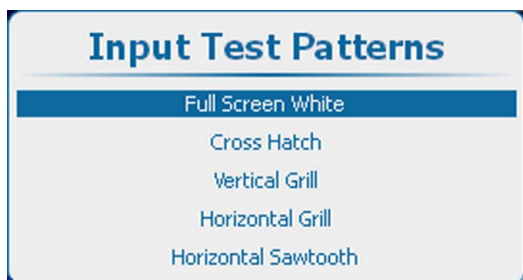 Input Test Patterns
Full Screen White
Cross Hatch
Vertical Grill
Horizontal Grill
Horizontal Sawtooth